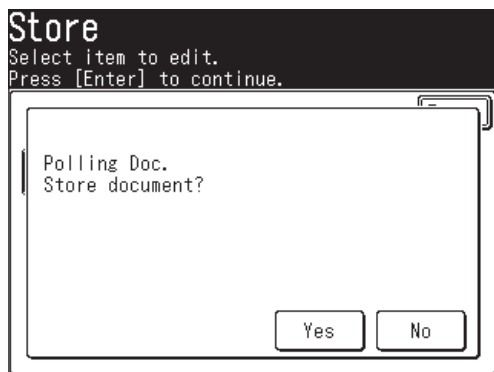 Store
Select item to edit.
Press [Enter] to continue.
Polling Doc.
Store document?
Yes
No